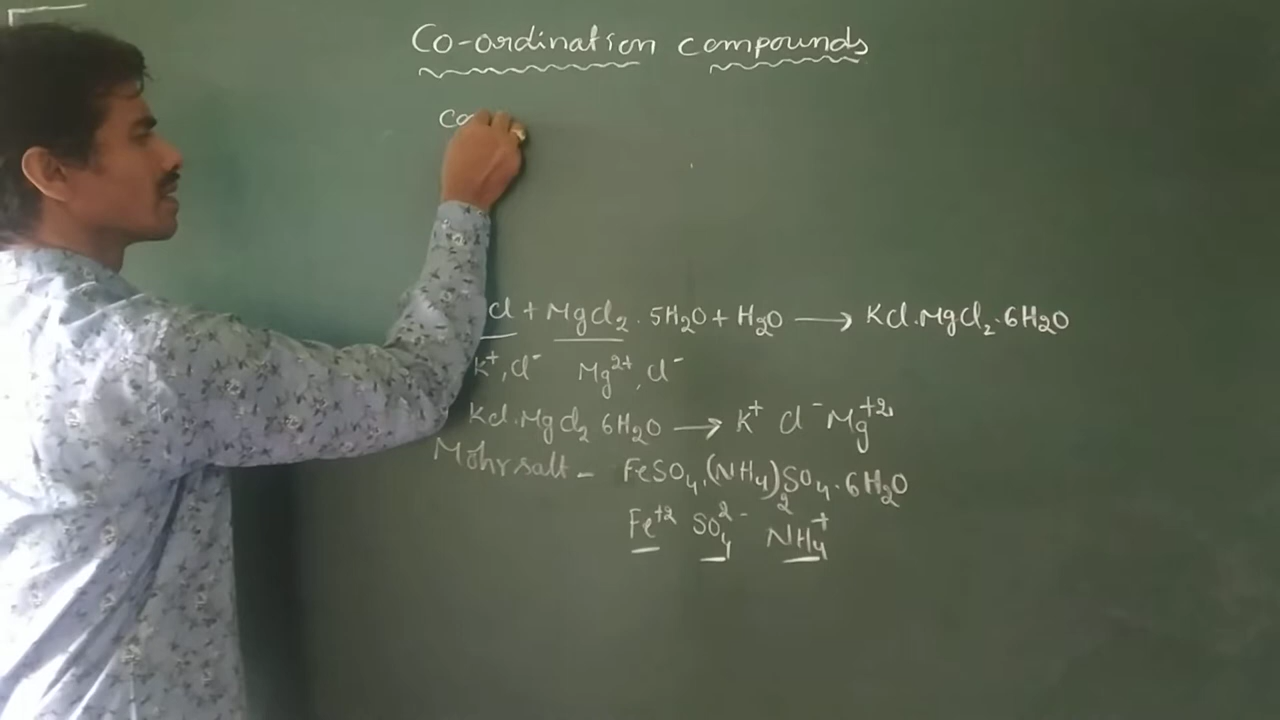 Co-ordination compounds
Co
cl + Mgcl₂ . 5H₂O + H₂O ⟶ Kcl.Mgcl₂.6H₂O
K⁺, cl⁻ Mg²⁺, cl⁻
Kcl.Mgcl₂ 6H₂O ⟶ K⁺ cl⁻ Mg⁺²
Mohr salt - FeSO₄.(NH₄)₂SO₄.6H₂O
Fe⁺² SO₄²⁻ NH₄⁺